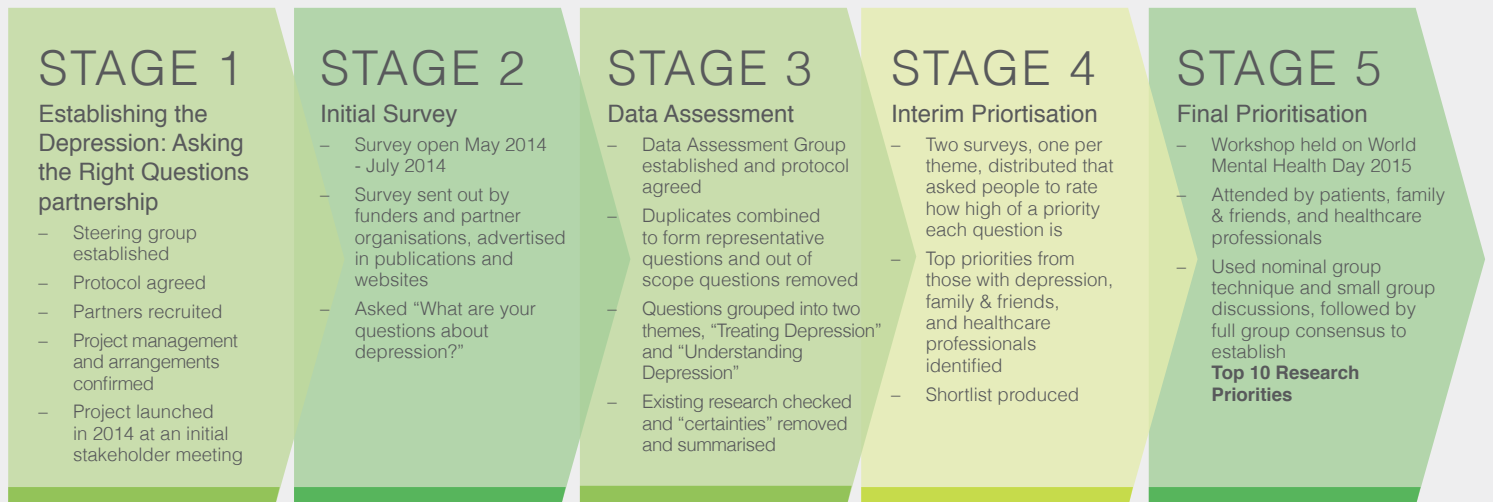 STAGE 1
Establishing the
Depression: Asking
the Right Questions
partnership
– Steering group
established
– Protocol agreed
– Partners recruited
– Project management
and arrangements
confirmed
– Project launched
in 2014 at an initial
stakeholder meeting
STAGE 2
Initial Survey
– Survey open May 2014
- July 2014
– Survey sent out by
funders and partner
organisations, advertised
in publications and
websites
– Asked “What are your
questions about
depression?”
STAGE 3
Data Assessment
– Data Assessment Group
established and protocol
agreed
– Duplicates combined
to form representative
questions and out of
scope questions removed
– Questions grouped into two
themes, “Treating Depression”
and “Understanding
Depression”
– Existing research checked
and “certainties” removed
and summarised
STAGE 4
Interim Priortisation
– Two surveys, one per
theme, distributed that
asked people to rate
how high of a priority
each question is
– Top priorities from
those with depression,
family & friends,
and healthcare
professionals
identified
– Shortlist produced
STAGE 5
Final Prioritisation
– Workshop held on World
Mental Health Day 2015
– Attended by patients, family
& friends, and healthcare
professionals
– Used nominal group
technique and small group
discussions, followed by
full group consensus to
establish
Top 10 Research
Priorities